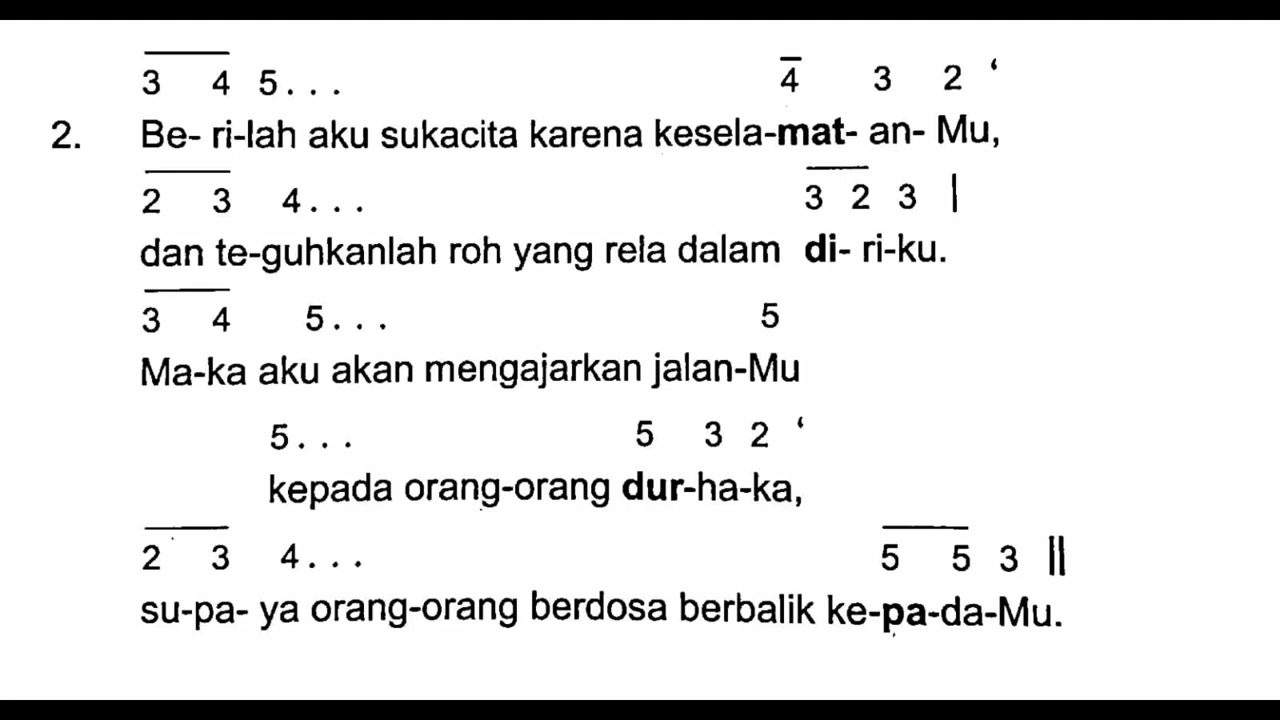 3 4 5... 4 3 2 ‘
2. Be- ri-lah aku sukacita karena kesela-mat- an- Mu,
2 3 4... 3 2 3 |
dan te-guhkanlah roh yang rela dalam di- ri-ku.
3 4 5... 5
Ma-ka aku akan mengajarkan jalan-Mu
5... 5 3 2 ‘
kepada orang-orang dur-ha-ka,
2 3 4... 5 5 3 ||
su-pa- ya orang-orang berdosa berbalik ke-pa-da-Mu.